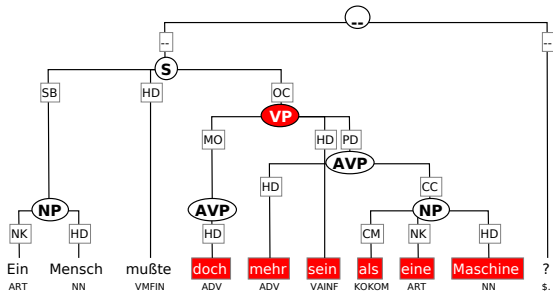 --
-- --
S
SB HD OC
VP
MO HD PD
AVP
HD CC
NP AVP NP
NK HD HD CM NK HD
Ein Mensch mußte doch mehr sein als eine Maschine ?
ART NN VMFIN ADV ADV VAINF KOKOM ART NN $.